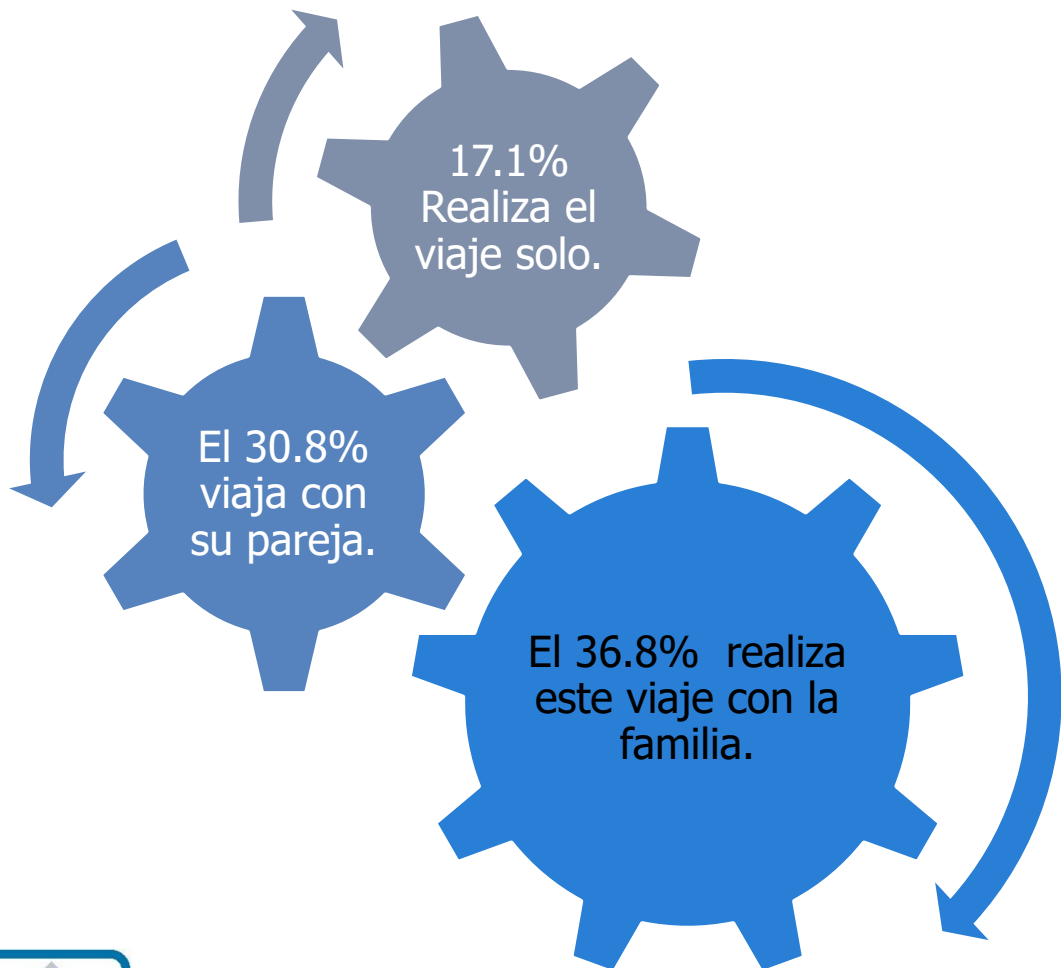 17.1%
Realiza el
viaje solo.
El 30.8%
viaja con
su pareja.
El 36.8% realiza
este viaje con la
familia.